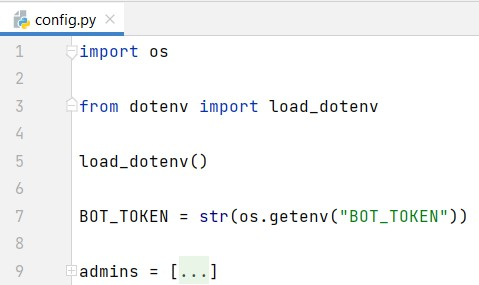 config.py
1 import os
2
3 from dotenv import load_dotenv
4
5 load_dotenv()
6
7 BOT_TOKEN = str(os.getenv("BOT_TOKEN"))
8
9 admins = [...]